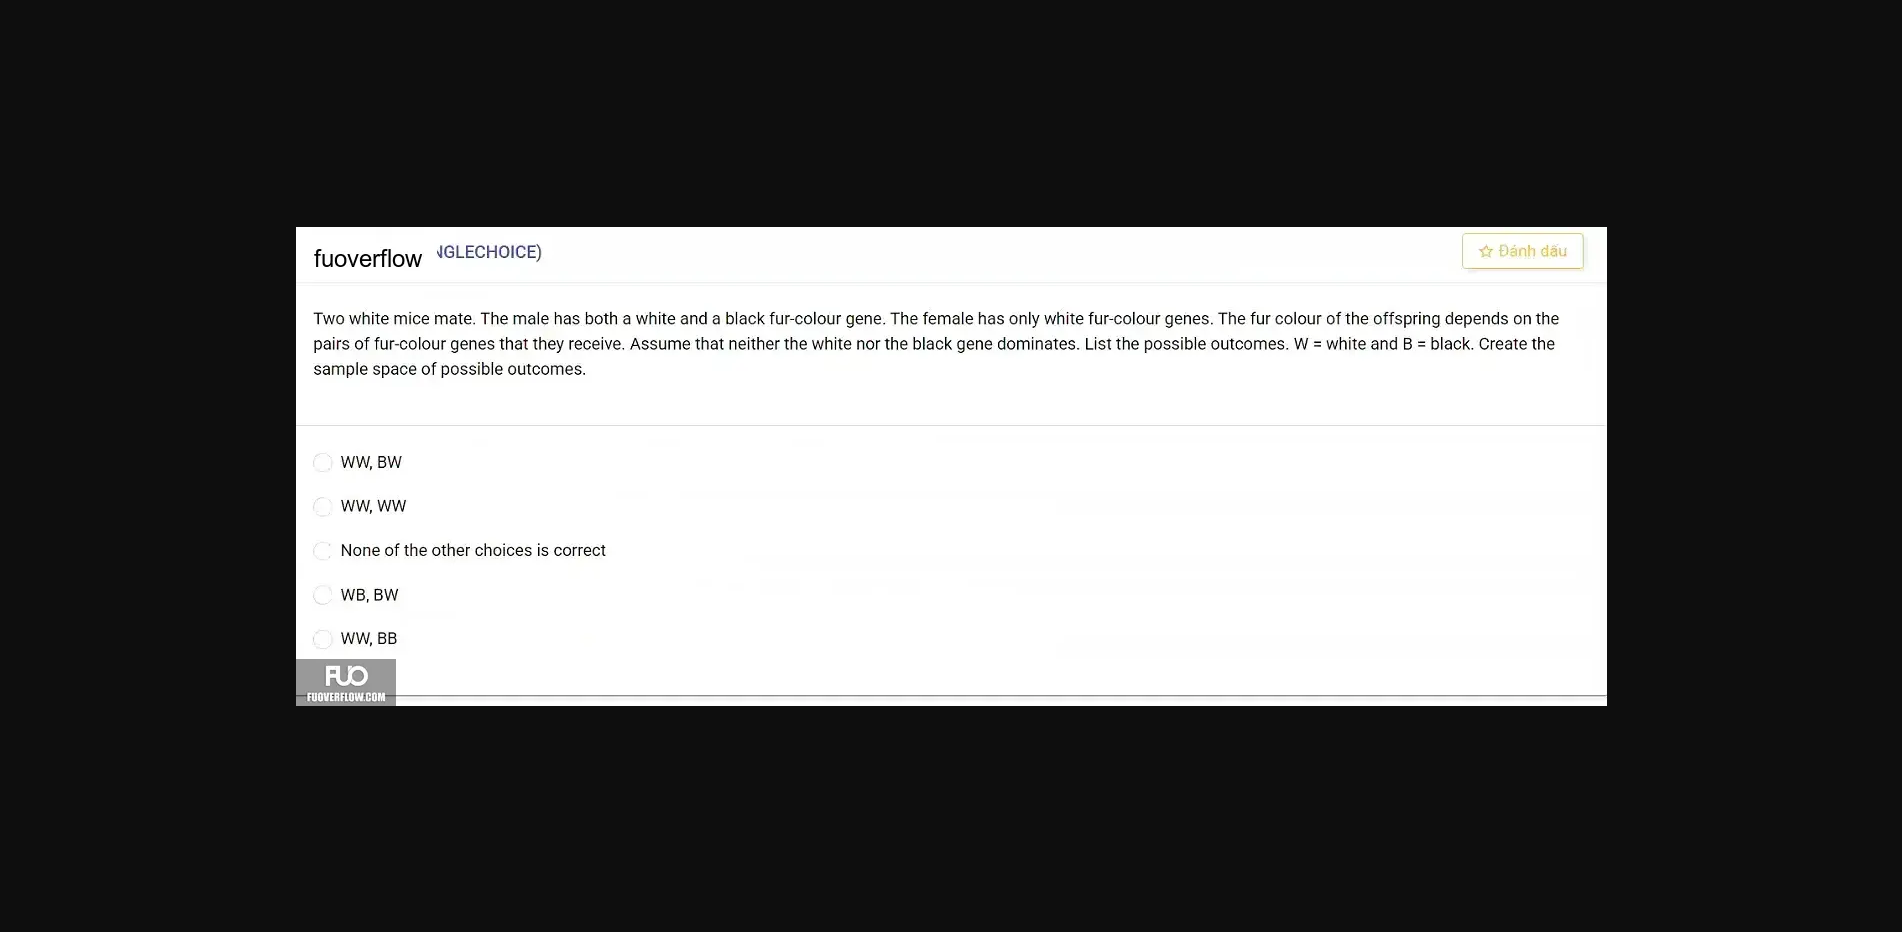 fuoverflow NGLECHOICE)
Đánh dấu
Two white mice mate. The male has both a white and a black fur-colour gene. The female has only white fur-colour genes. The fur colour of the offspring depends on the
pairs of fur-colour genes that they receive. Assume that neither the white nor the black gene dominates. List the possible outcomes. W = white and B = black. Create the
sample space of possible outcomes.
WW, BW
WW, WW
None of the other choices is correct
WB, BW
WW, BB
FUO
FUOVERFLOW.COM